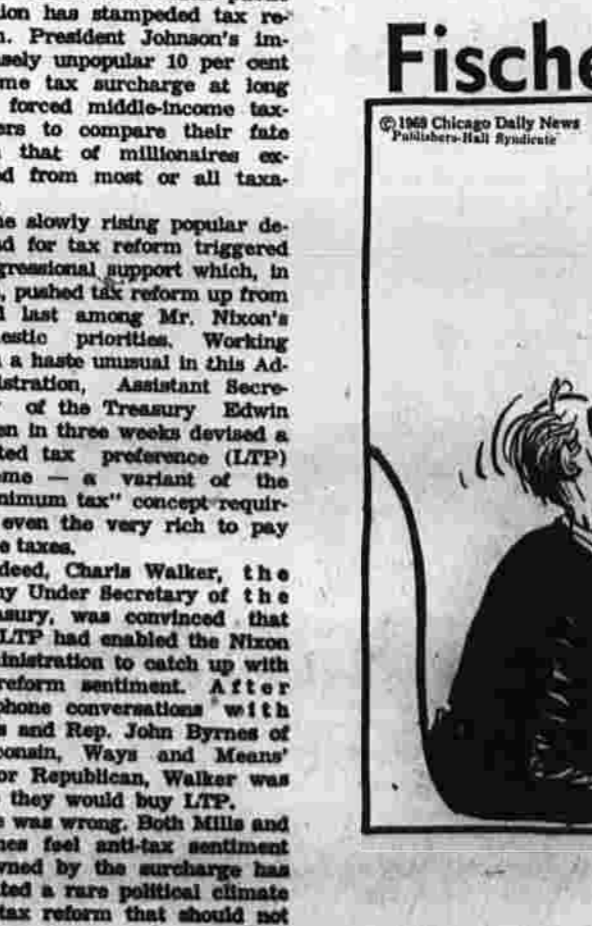 tion has stampeded tax re-
n. President Johnson's im-
sely unpopular 10 per cent
me tax surcharge at long
forced middle-income tax-
ers to compare their fate
that of millionaires ex-
d from most or all taxa-
ne slowly rising popular de-
nd for tax reform triggered
gressional support which, in
, pushed tax reform up from
d last among Mr. Nixon's
estic priorities. Working
a haste unusual in this Ad-
istration, Assistant Secre-
of the Treasury Edwin
en in three weeks devised a
ted tax preference (LTP)
eme — a variant of the
nimum tax" concept requir-
even the very rich to pay
e taxes.
deed, Charls Walker, the
ny Under Secretary of the
asury, was convinced that
LTP had enabled the Nixon
ministration to catch up with
reform sentiment. After
phone conversations with
s and Rep. John Byrnes of
consin, Ways and Means'
or Republican, Walker was
they would buy LTP.
e was wrong. Both Mills and
nes feel anti-tax sentiment
wned by the surcharge has
ted a rare political climate
tax reform that should not
Fische
© 1969 Chicago Daily News
Publishers-Hall Syndicate